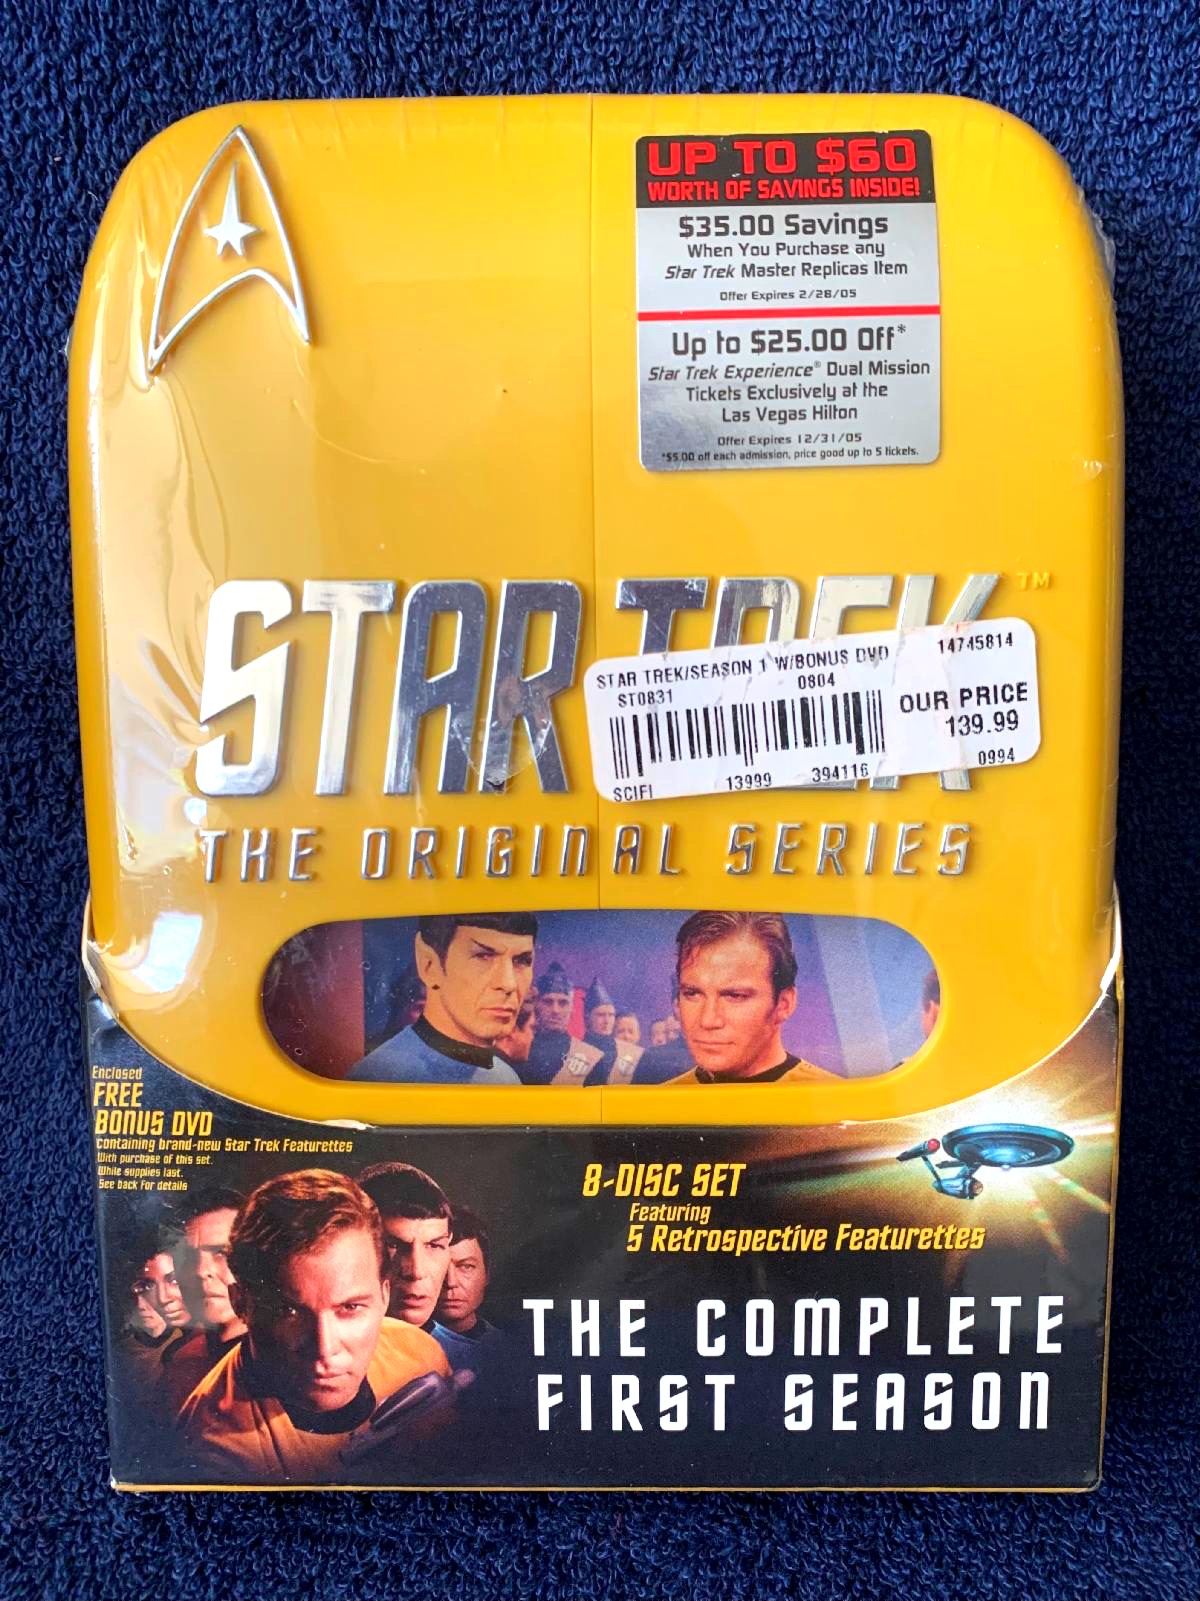 UP TO $60
WORTH OF SAVINGS INSIDE!
$35.00 Savings
When You Purchase any
Star Trek Master Replicas Item
Offer Expires 2/28/05
Up to $25.00 Off*
Star Trek Experience® Dual Mission
Tickets Exclusively at the
Las Vegas Hilton
Offer Expires 12/31/05
*$5.00 off each admission, price good up to 5 tickets.
STAR TREK™
STAR TREK/SEASON 1 W/BONUS DVD 14745814
ST0831 0804
OUR PRICE
139.99
SCIFI 13999 394116 0994
THE ORIGINAL SERIES
Enclosed
FREE
BONUS DVD
containing brand-new Star Trek Featurettes
With purchase of this set.
While supplies last.
See back for details
8-DISC SET
Featuring
5 Retrospective Featurettes
THE COMPLETE
FIRST SEASON